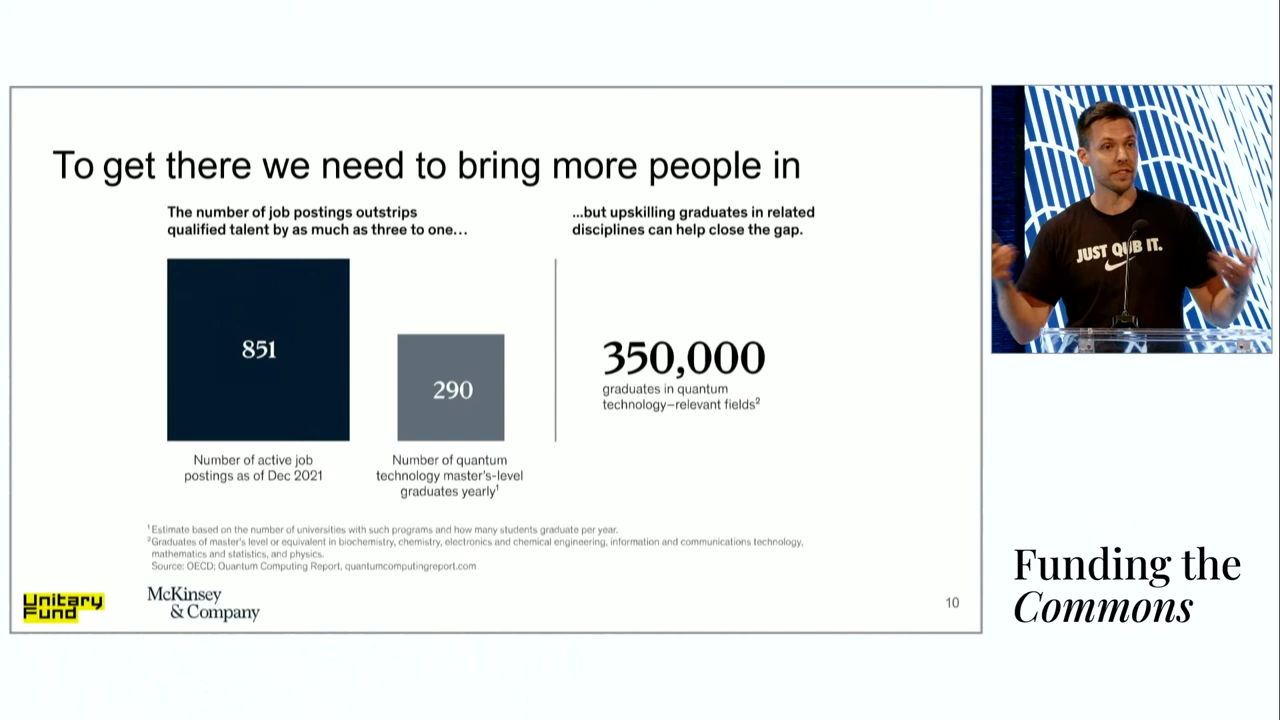 To get there we need to bring more people in
The number of job postings outstrips
qualified talent by as much as three to one...
851
Number of active job
postings as of Dec 2021
290
Number of quantum
technology master's-level
graduates yearly¹
...but upskilling graduates in related
disciplines can help close the gap.
350,000
graduates in quantum
technology–relevant fields²
¹Estimate based on the number of universities with such programs and how many students graduate per year.
²Graduates of master's level or equivalent in biochemistry, chemistry, electronics and chemical engineering, information and communications technology,
mathematics and statistics, and physics.
Source: OECD; Quantum Computing Report, quantumcomputingreport.com
Unitary
Fund
McKinsey
& Company
10
JUST QUB IT.
Funding the
Commons